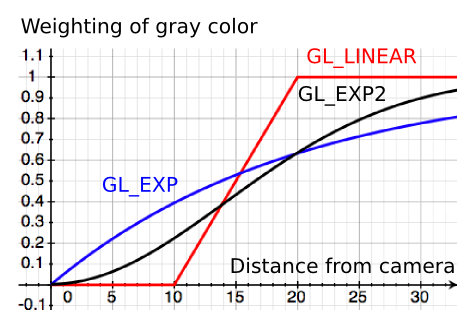 Weighting of gray color
1.1
GL_LINEAR
1
0.9
GL_EXP2
0.8
0.7
0.6
0.5
GL_EXP
0.4
0.3
0.2
0.1
Distance from camera
-0.1
0 5 10 15 20 25 30